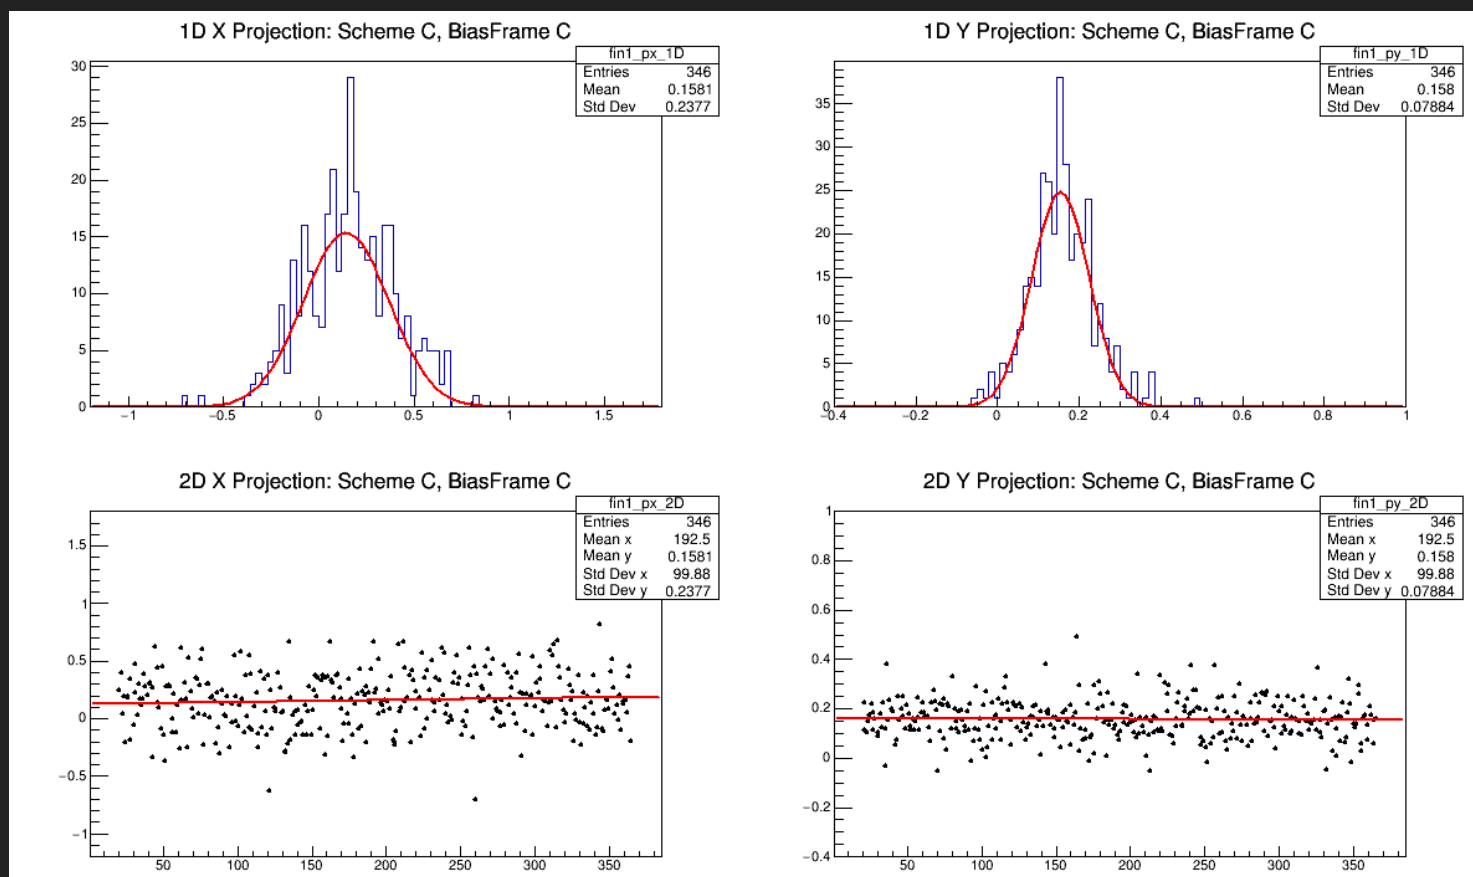 1D X Projection: Scheme C, BiasFrame C
fin1_px_1D
Entries 346
Mean 0.1581
Std Dev 0.2377
30
25
20
15
10
5
0
−1 −0.5 0 0.5 1 1.5
1D Y Projection: Scheme C, BiasFrame C
fin1_py_1D
Entries 346
Mean 0.158
Std Dev 0.07884
35
30
25
20
15
10
5
0
−0.4 −0.2 0 0.2 0.4 0.6 0.8 1
2D X Projection: Scheme C, BiasFrame C
fin1_px_2D
Entries 346
Mean x 192.5
Mean y 0.1581
Std Dev x 99.88
Std Dev y 0.2377
1.5
1
0.5
0
−0.5
−1
50 100 150 200 250 300 350
2D Y Projection: Scheme C, BiasFrame C
fin1_py_2D
Entries 346
Mean x 192.5
Mean y 0.158
Std Dev x 99.88
Std Dev y 0.07884
1
0.8
0.6
0.4
0.2
0
−0.2
−0.4
50 100 150 200 250 300 350